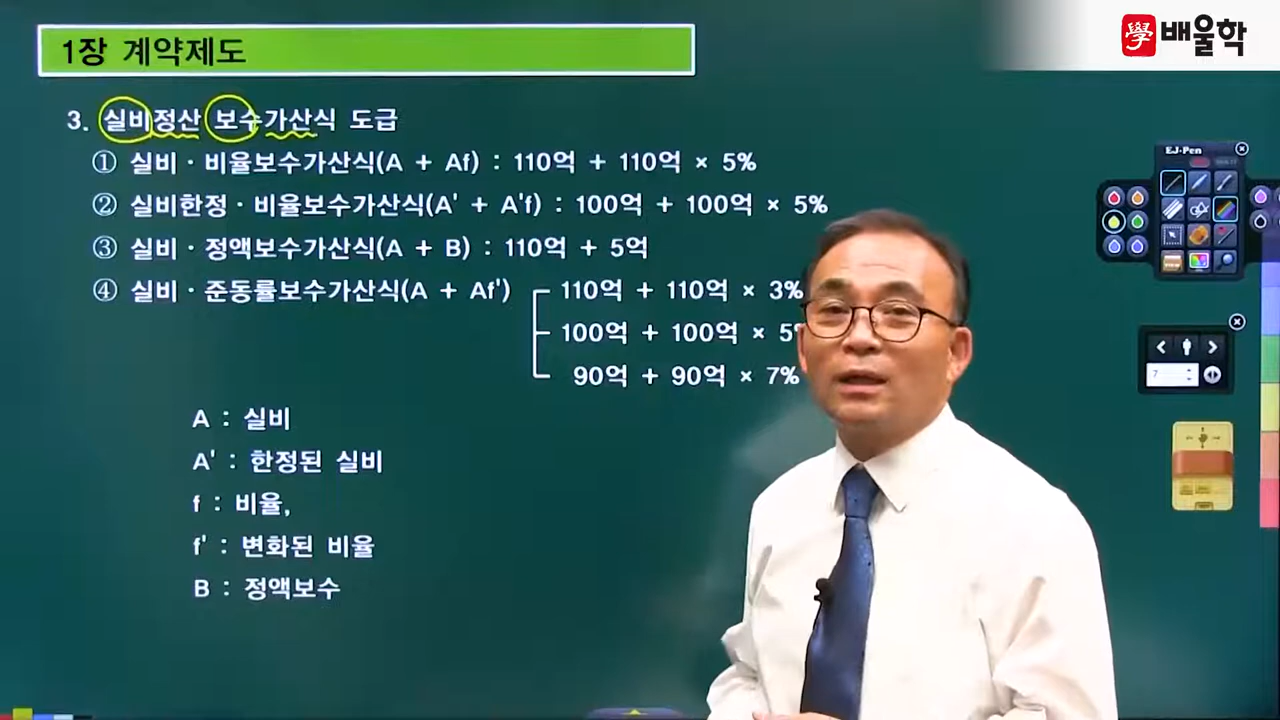 1장 계약제도
學 배울학
3. 실비정산 보수가산식 도급
① 실비·비율보수가산식(A + Af) : 110억 + 110억 × 5%
② 실비한정·비율보수가산식(A' + A'f) : 100억 + 100억 × 5%
③ 실비·정액보수가산식(A + B) : 110억 + 5억
④ 실비·준동률보수가산식(A + Af') 110억 + 110억 × 3%
100억 + 100억 × 5%
90억 + 90억 × 7%
A : 실비
A' : 한정된 실비
f : 비율,
f' : 변화된 비율
B : 정액보수
EJ-Pen
7